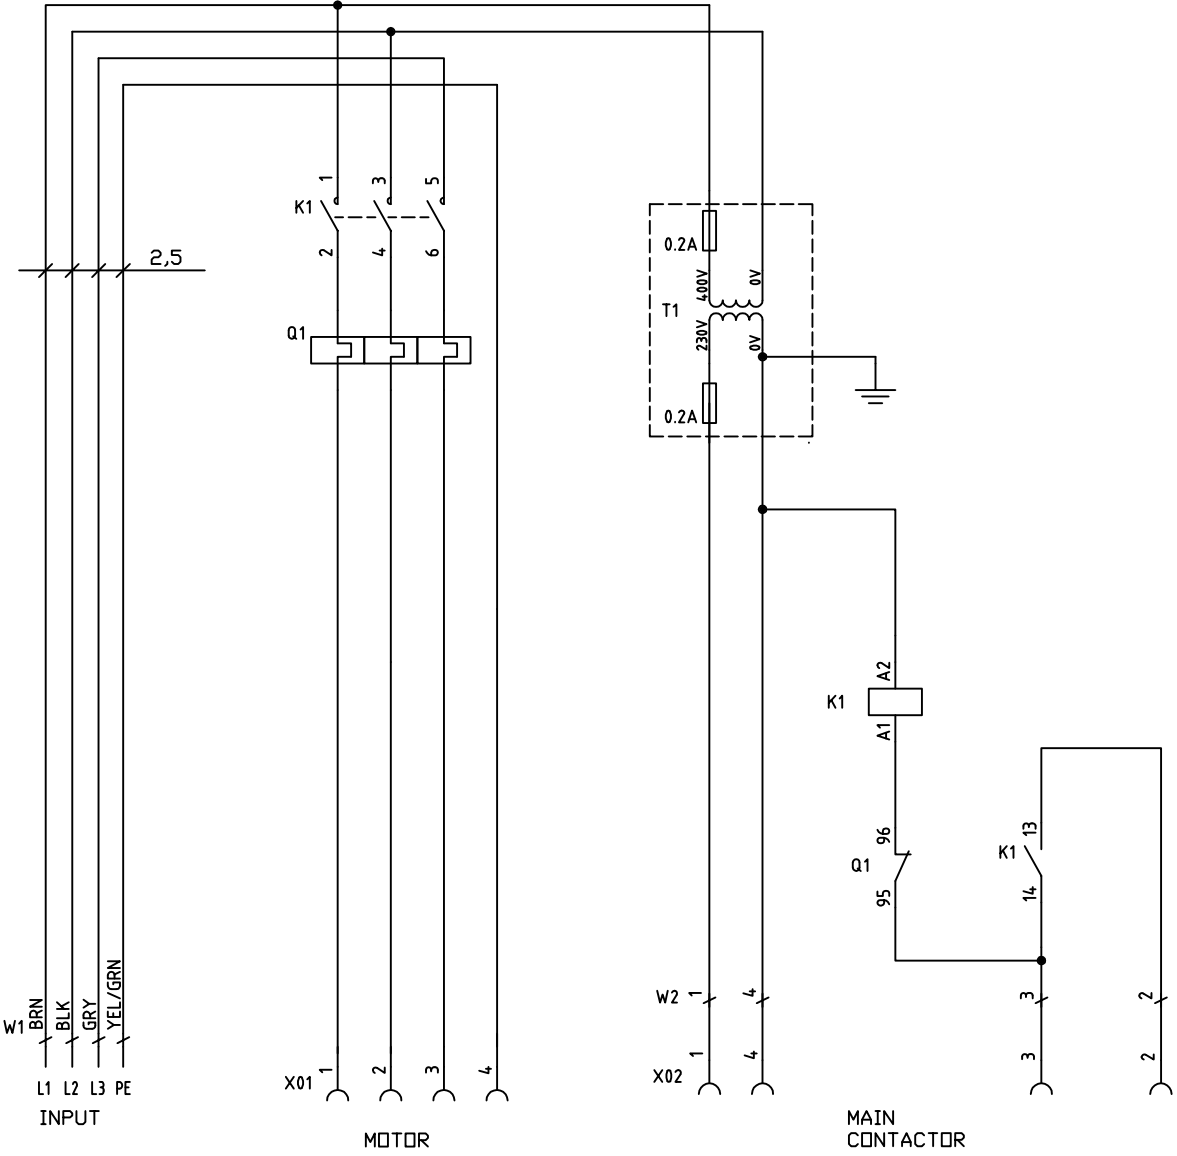 1 3 5
K1
2 4 6
2,5
0.2A
400V 0V
T1
230V 0V
0.2A
Q1
A2
K1
A1
96
Q1
95
13
K1
14
W1 BRN BLK GRY YEL/GRN
W2 1 4 3 2
X01 1 2 3 4
X02 1 4 3 2
L1 L2 L3 PE
INPUT
MOTOR
MAIN
CONTACTOR